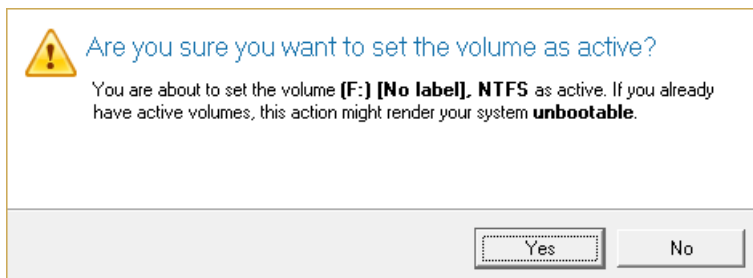 Are you sure you want to set the volume as active?
You are about to set the volume (F:) [No label], NTFS as active. If you already
have active volumes, this action might render your system unbootable.
Yes No